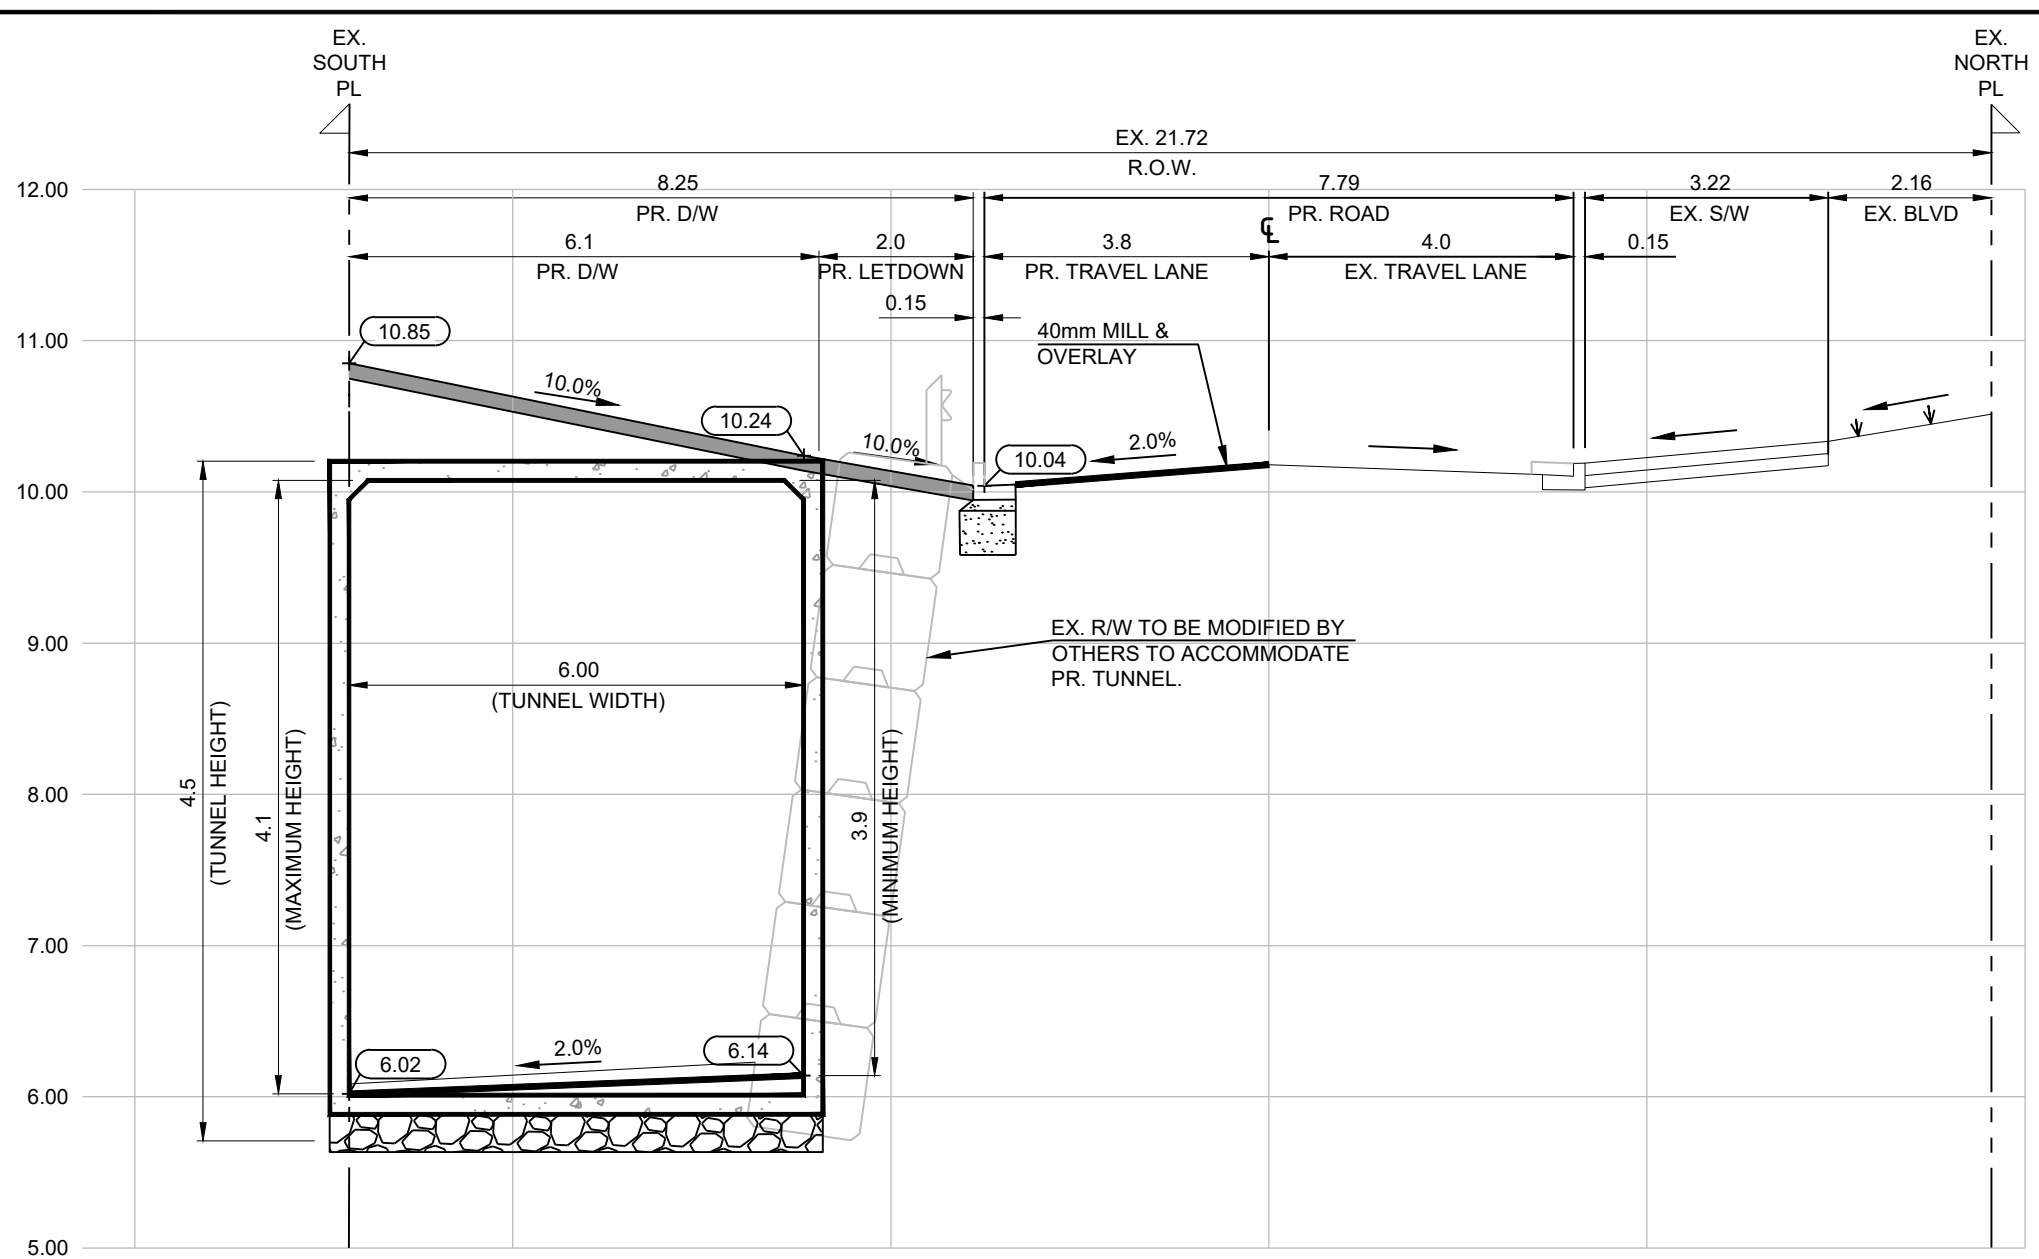 EX.
SOUTH
PL
EX.
NORTH
PL
EX. 21.72
R.O.W.
12.00
8.25
PR. D/W
7.79
PR. ROAD
3.22
EX. S/W
2.16
EX. BLVD
6.1
PR. D/W
2.0
PR. LETDOWN
3.8
PR. TRAVEL LANE
℄
4.0
EX. TRAVEL LANE
0.15
0.15
11.00
10.85
40mm MILL &
OVERLAY
10.0%
10.24
10.0%
10.04
2.0%
10.00
9.00
EX. R/W TO BE MODIFIED BY
OTHERS TO ACCOMMODATE
PR. TUNNEL.
6.00
(TUNNEL WIDTH)
8.00
4.5
(TUNNEL HEIGHT)
4.1
(MAXIMUM HEIGHT)
3.9
(MINIMUM HEIGHT)
7.00
6.02
2.0%
6.14
6.00
5.00